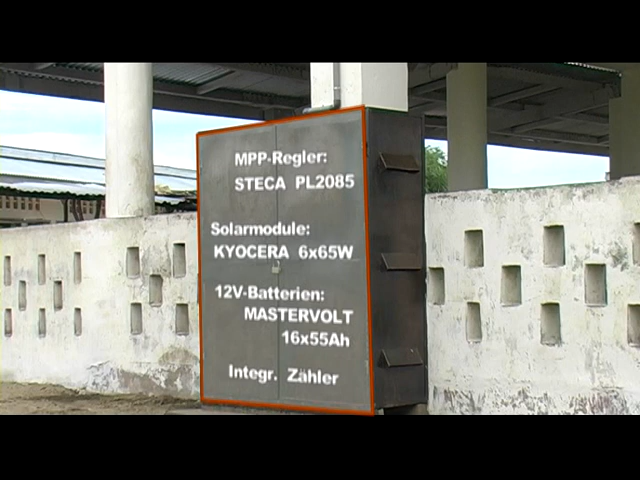 MPP-Regler:
STECA PL2085
Solarmodule:
KYOCERA 6x65W
12V-Batterien:
MASTERVOLT
16x55Ah
Integr. Zähler